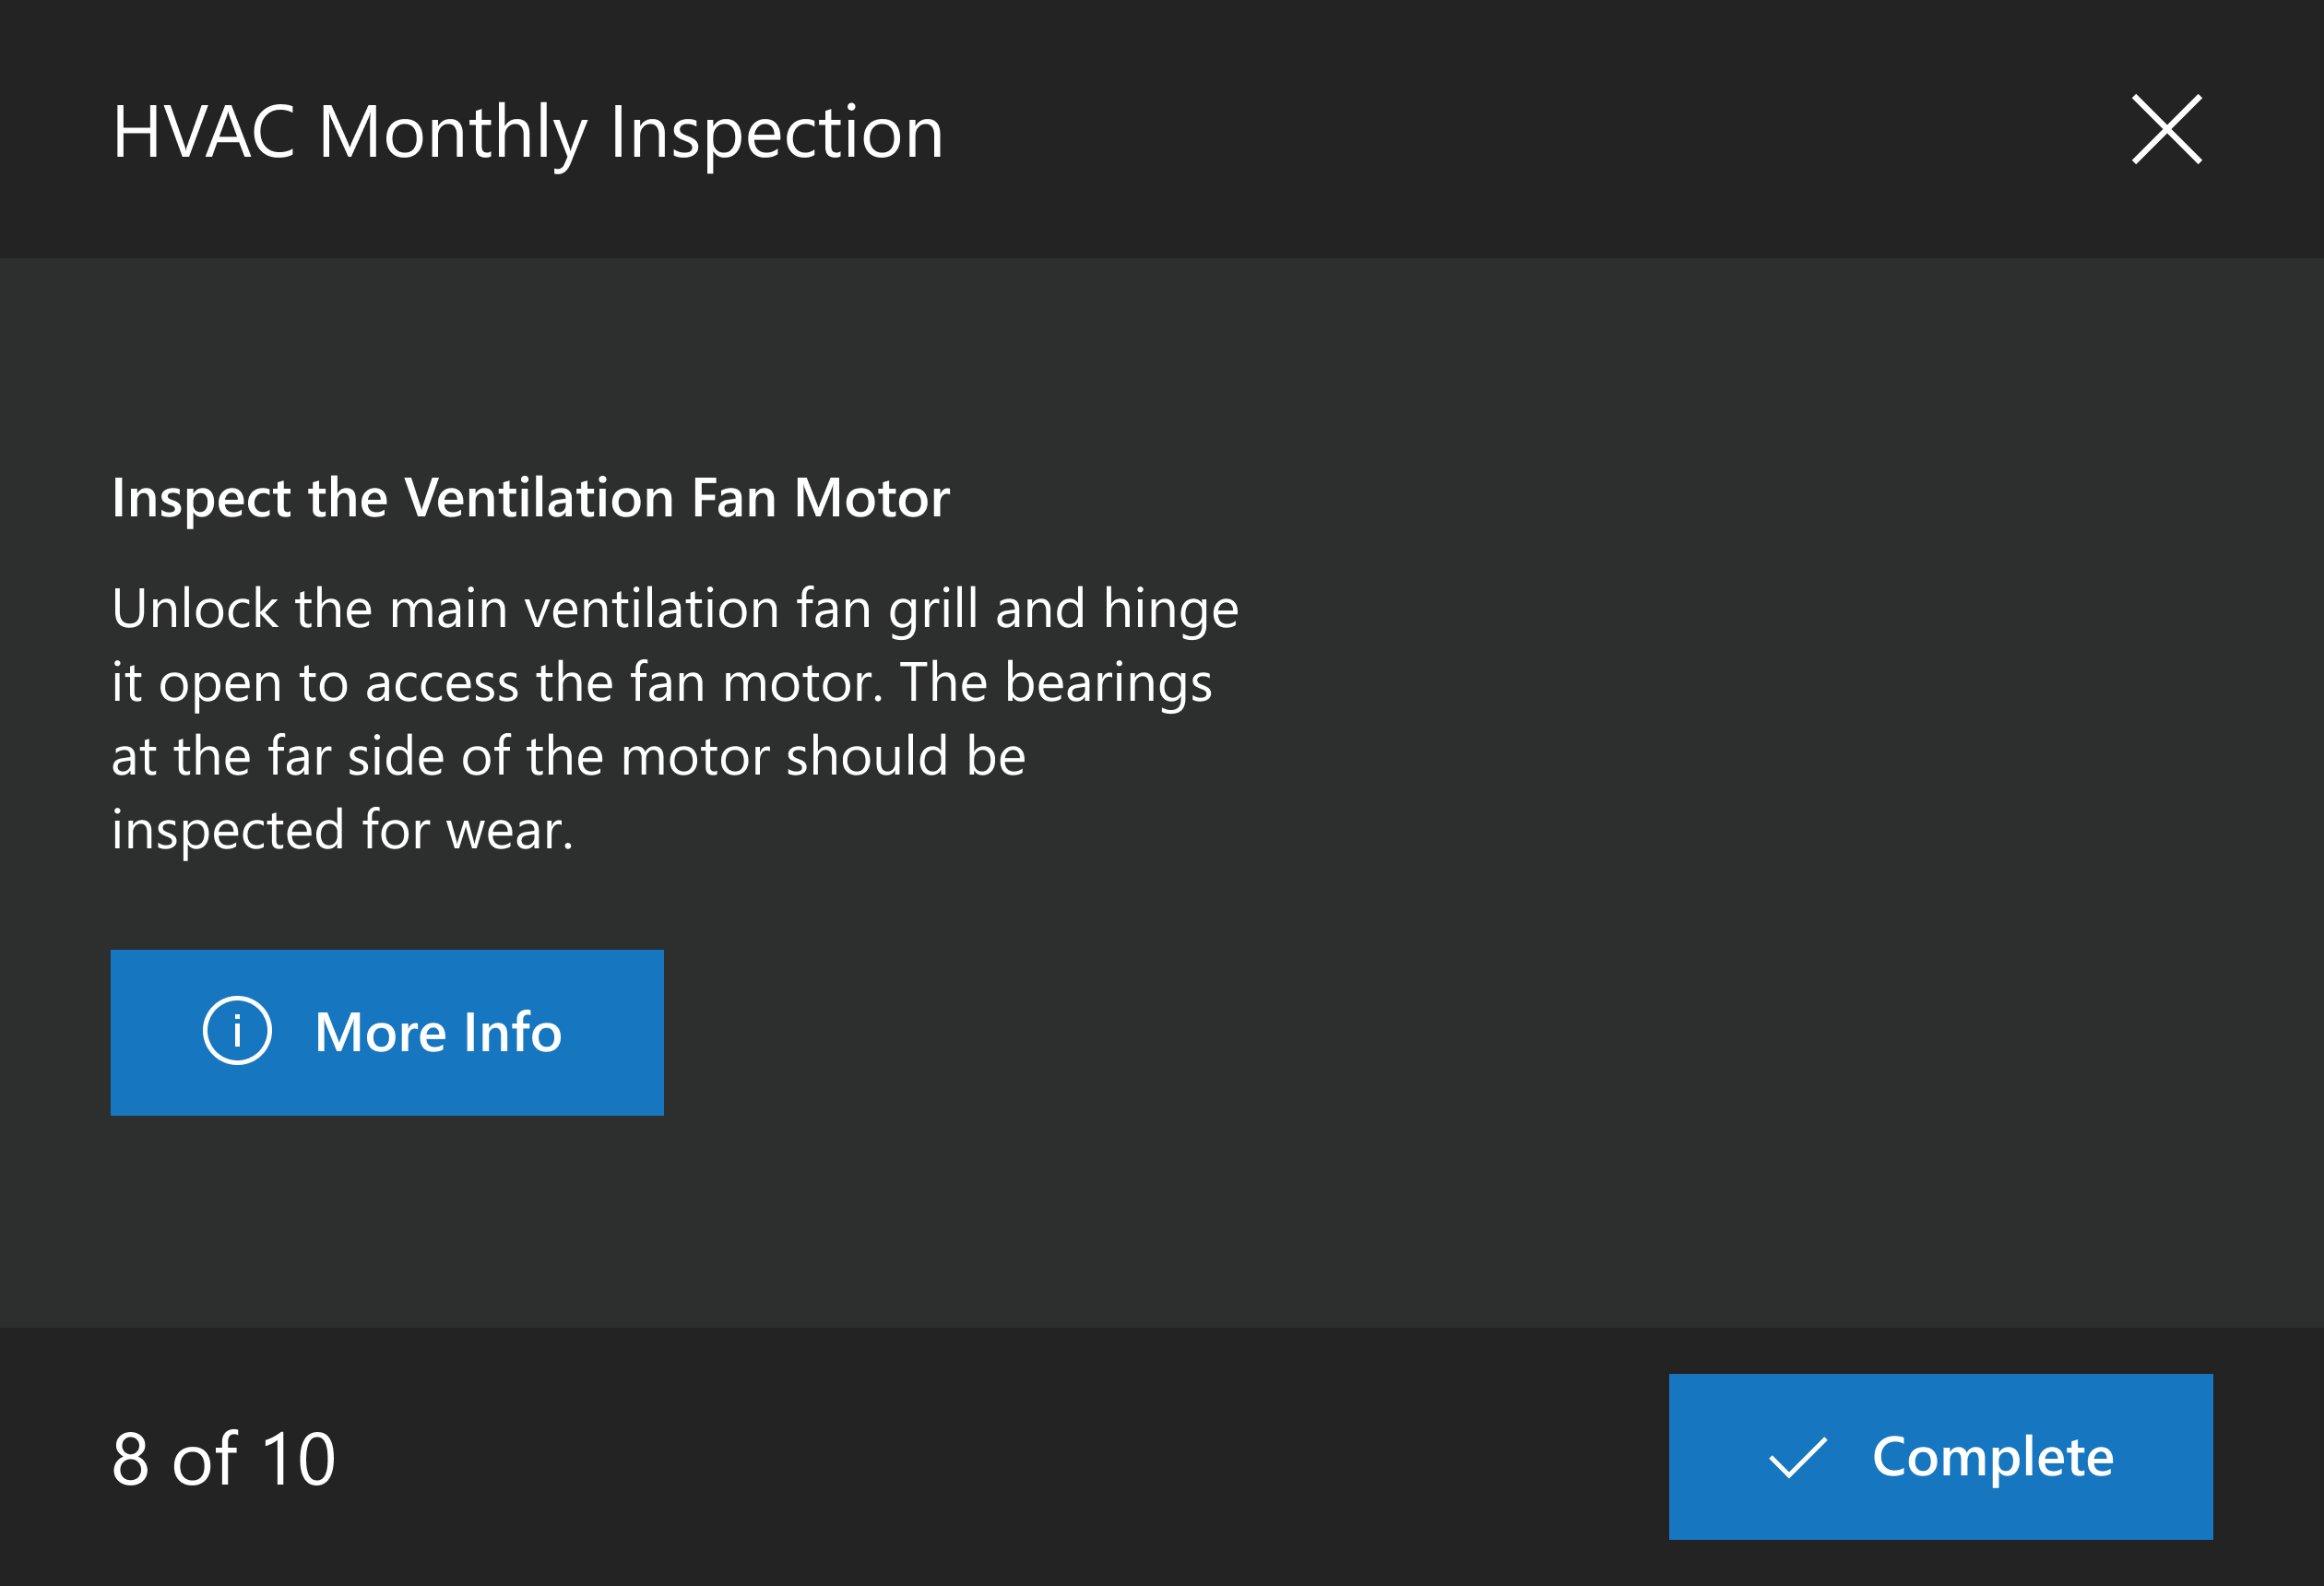 HVAC Monthly Inspection
Inspect the Ventilation Fan Motor
Unlock the main ventilation fan grill and hinge
it open to access the fan motor. The bearings
at the far side of the motor should be
inspected for wear.
More Info
8 of 10
Complete